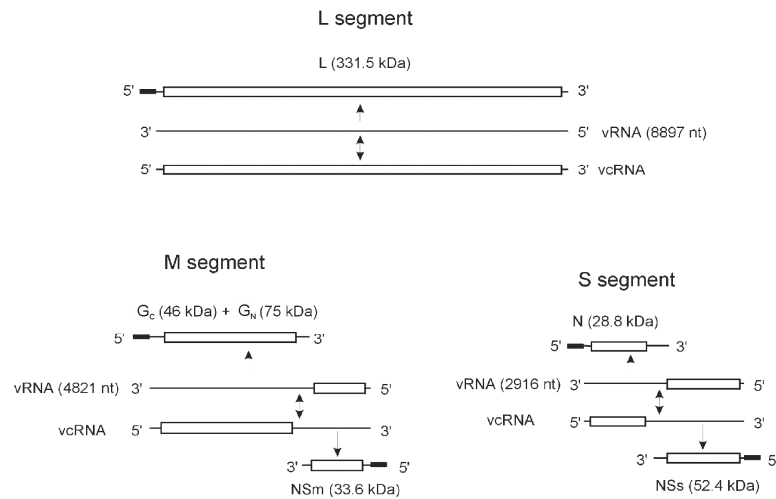 L segment
L (331.5 kDa)
5' 3'
3' 5' vRNA (8897 nt)
5' 3' vcRNA
M segment
G_C (46 kDa) + G_N (75 kDa)
5' 3'
vRNA (4821 nt) 3' 5'
vcRNA 5' 3'
3' 5'
NSm (33.6 kDa)
S segment
N (28.8 kDa)
5' 3'
vRNA (2916 nt) 3' 5'
vcRNA 5' 3'
3' 5'
NSs (52.4 kDa)